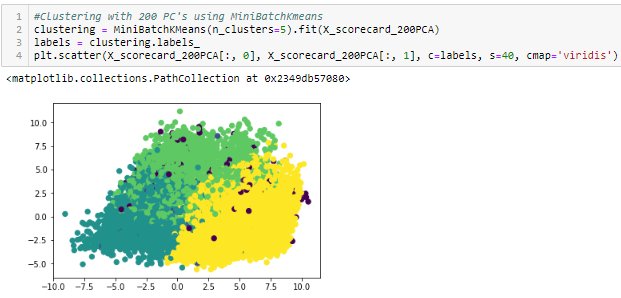 1 #Clustering with 200 PC's using MiniBatchKmeans
2 clustering = MiniBatchKMeans(n_clusters=5).fit(X_scorecard_200PCA)
3 labels = clustering.labels_
4 plt.scatter(X_scorecard_200PCA[:, 0], X_scorecard_200PCA[:, 1], c=labels, s=40, cmap='viridis')
<matplotlib.collections.PathCollection at 0x2349db57080>
10.0
7.5
5.0
2.5
0.0
−2.5
−5.0
−10.0 −7.5 −5.0 −2.5 0.0 2.5 5.0 7.5 10.0